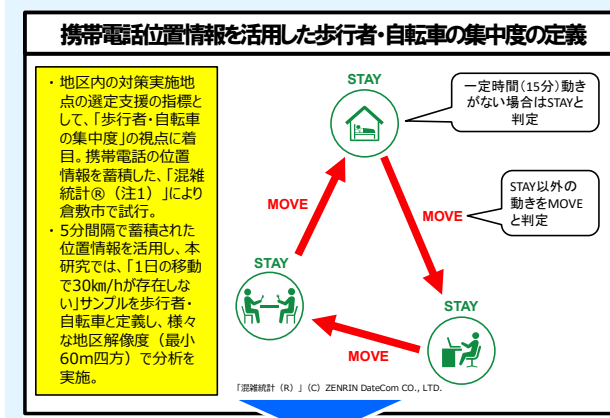 携帯電話位置情報を活用した歩行者・自転車の集中度の定義
・地区内の対策実施地
点の選定支援の指標と
して、「歩行者・自転車
の集中度」の視点に着
目。携帯電話の位置
情報を蓄積した、「混雑
統計®（注1）」により
倉敷市で試行。
・5分間隔で蓄積された
位置情報を活用し、本
研究では、「1日の移動
で30㎞/hが存在しな
い」サンプルを歩行者・
自転車と定義し、様々
な地区解像度（最小
60m四方）で分析を
実施。
STAY
一定時間（15分）動き
がない場合はSTAYと
判定
MOVE
MOVE
STAY以外の
動きをMOVE
と判定
STAY
STAY
MOVE
「混雑統計（R）」（C）ZENRIN DateCom CO., LTD.